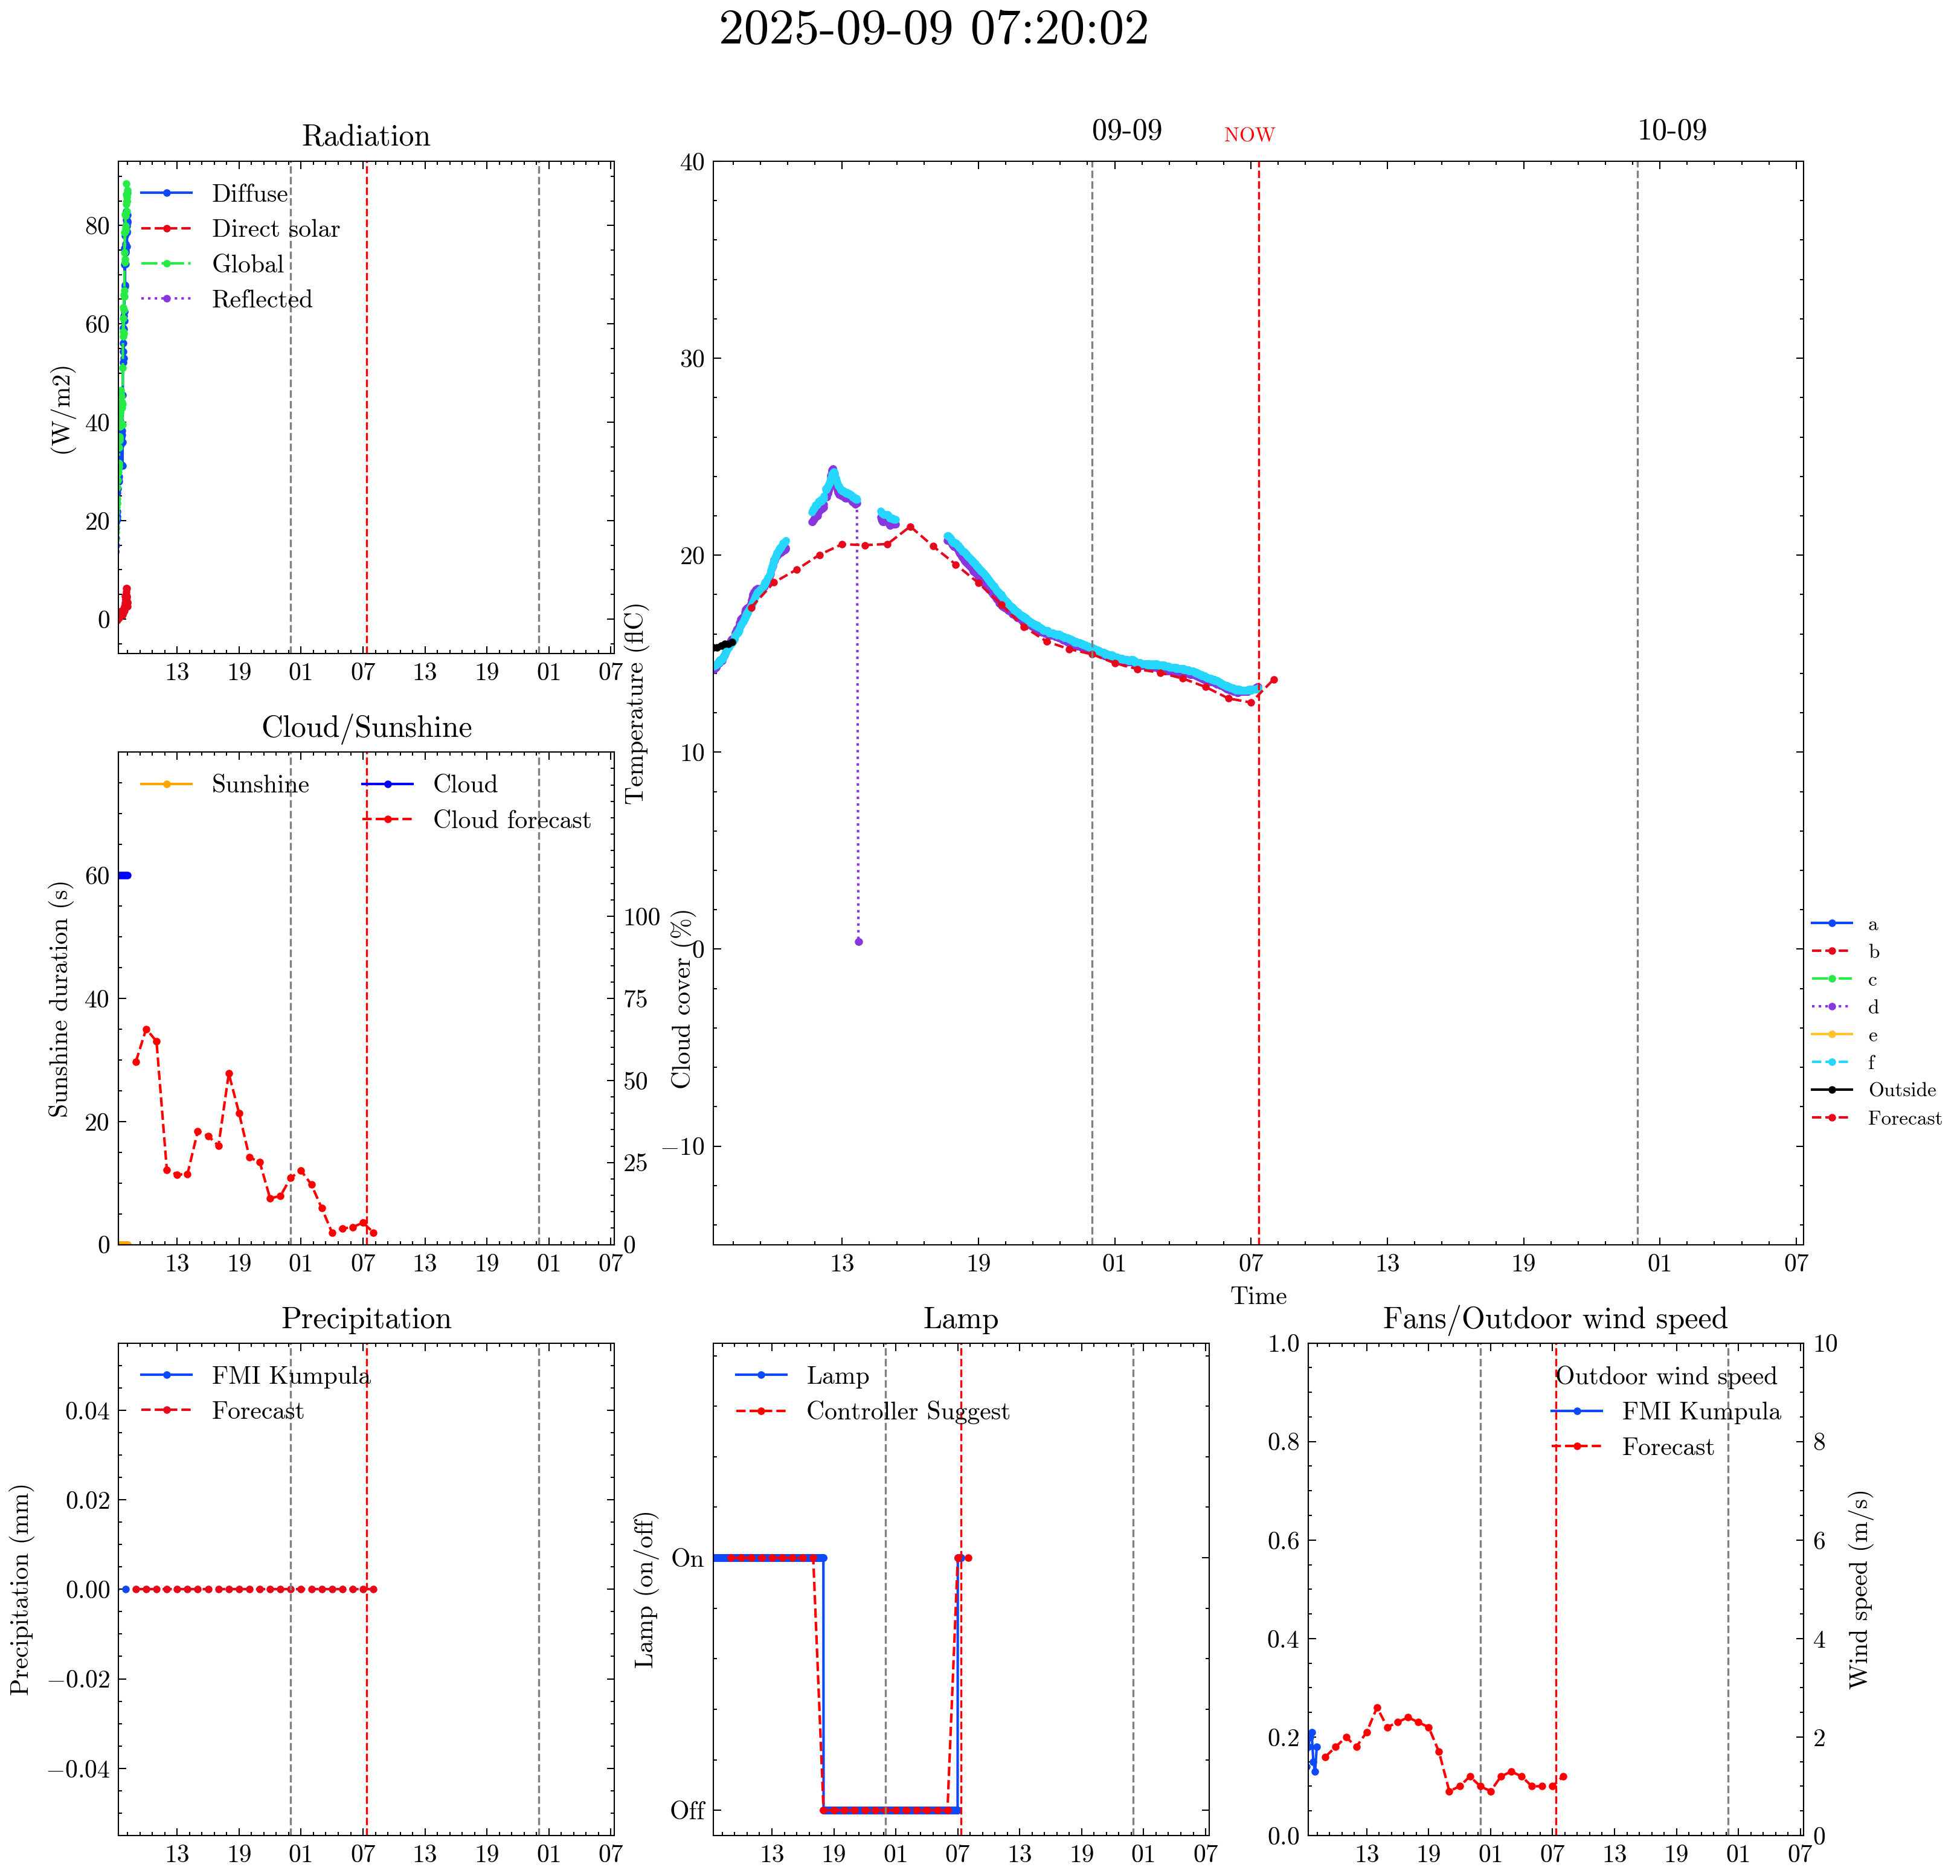 2025-09-09 07:20:02
Radiation
(W/m2)
80
60
40
20
0
Diffuse
Direct solar
Global
Reflected
13 19 01 07 13 19 01 07
09-09
NOW
10-09
Temperature (flC)
40
30
20
10
0
−10
13 19 01 07 13 19 01 07
Time
a
b
c
d
e
f
Outside
Forecast
Cloud/Sunshine
Sunshine duration (s)
60
40
20
0
Sunshine
Cloud
Cloud forecast
100
75
50
25
0
Cloud cover (%)
13 19 01 07 13 19 01 07
Precipitation
Precipitation (mm)
0.04
0.02
0.00
−0.02
−0.04
FMI Kumpula
Forecast
13 19 01 07 13 19 01 07
Lamp
Lamp (on/off)
On
Off
Lamp
Controller Suggest
13 19 01 07 13 19 01 07
Fans/Outdoor wind speed
1.0
0.8
0.6
0.4
0.2
0.0
Outdoor wind speed
FMI Kumpula
Forecast
10
8
6
4
2
0
Wind speed (m/s)
13 19 01 07 13 19 01 07